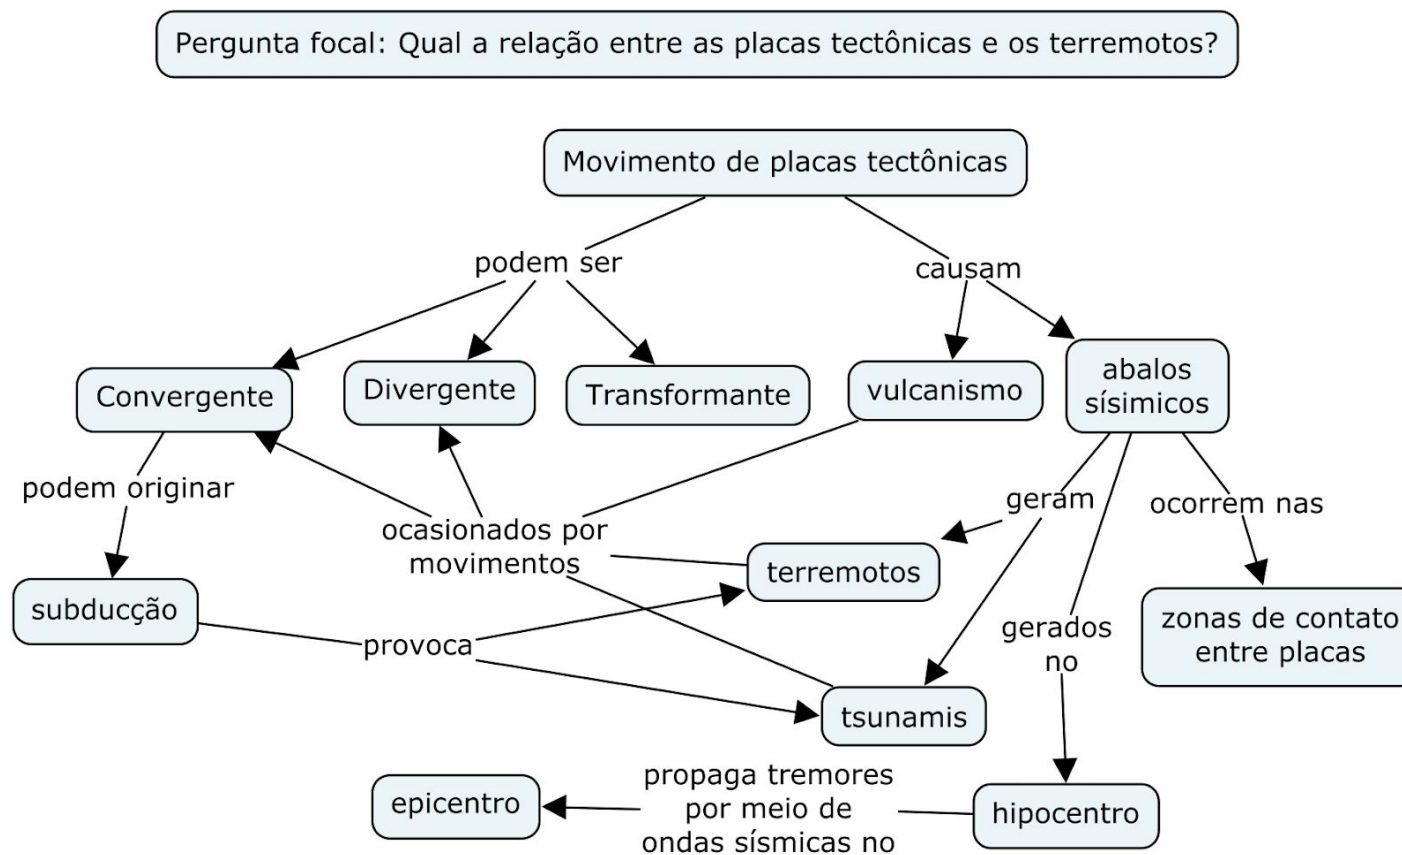 Pergunta focal: Qual a relação entre as placas tectônicas e os terremotos?
Movimento de placas tectônicas
podem ser
causam
Convergente
Divergente
Transformante
vulcanismo
abalos
sísimicos
podem originar
ocasionados por
movimentos
geram
ocorrem nas
subducção
provoca
terremotos
gerados
no
zonas de contato
entre placas
tsunamis
epicentro
propaga tremores
por meio de
ondas sísmicas no
hipocentro